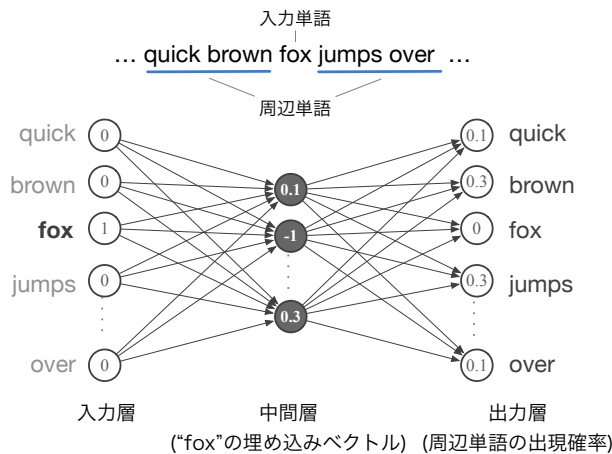 入力単語
… quick brown fox jumps over …
周辺単語
quick 0 0.1 quick
brown 0 0.1 0.3 brown
fox 1 -1 0 fox
jumps 0 0.3 jumps
0.3
over 0 0.1 over
入力層 中間層 出力層
(“fox”の埋め込みベクトル) (周辺単語の出現確率)